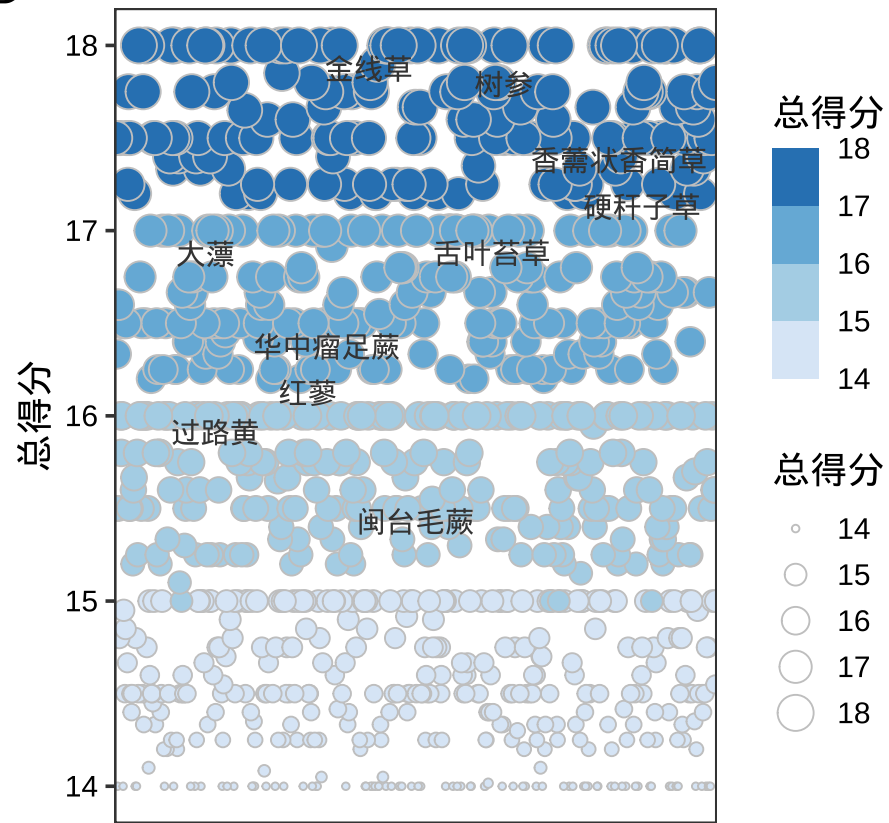 18
金线草
树参
香薷状香简草
17
硬秆子草
大薸
舌叶苔草
华中瘤足蕨
红蓼
16
过路黄
闽台毛蕨
15
14
总得分
总得分
18
17
16
15
14
总得分
14
15
16
17
18